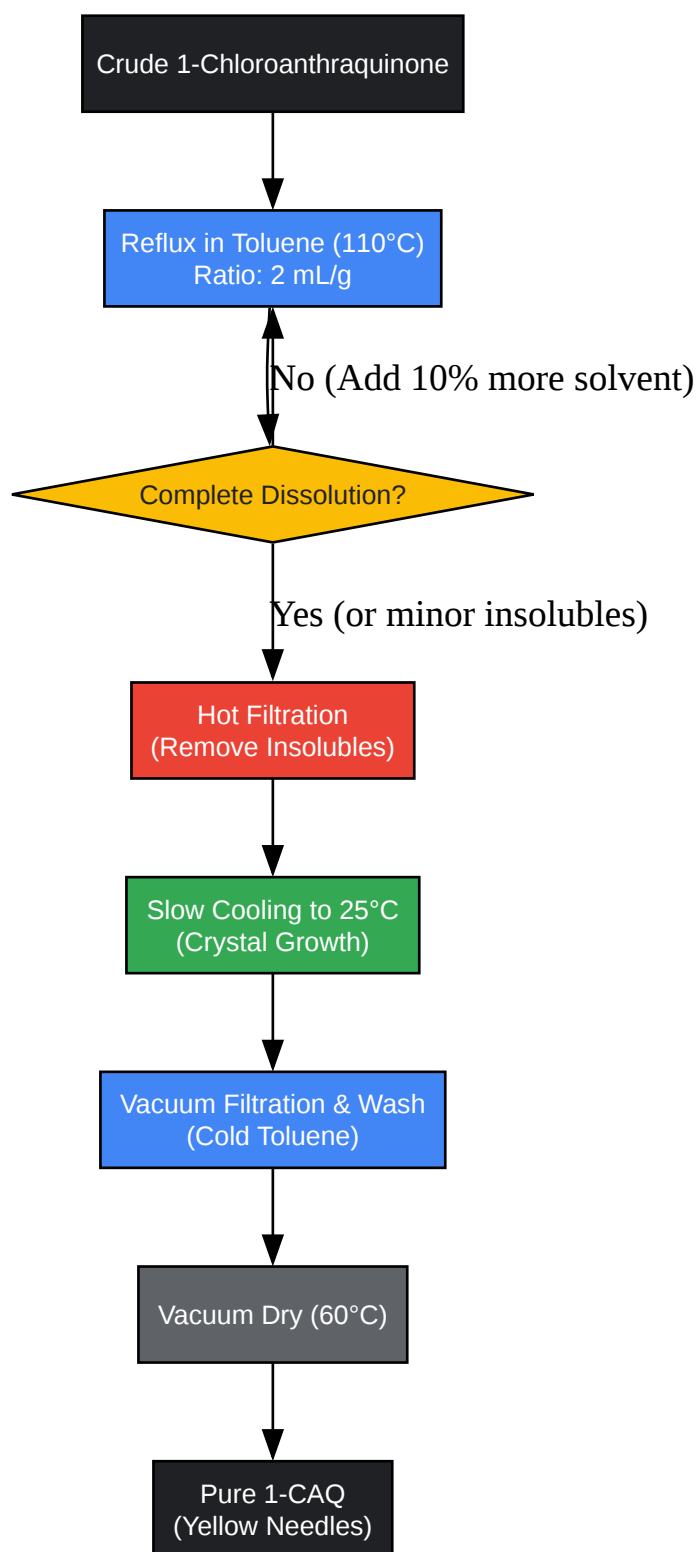 Crude 1-Chloroanthraquinone
Reflux in Toluene (110°C)
Ratio: 2 mL/g
No (Add 10% more solvent)
Complete Dissolution?
Yes (or minor insolubles)
Hot Filtration
(Remove Insolubles)
Slow Cooling to 25°C
(Crystal Growth)
Vacuum Filtration & Wash
(Cold Toluene)
Vacuum Dry (60°C)
Pure 1-CAQ
(Yellow Needles)